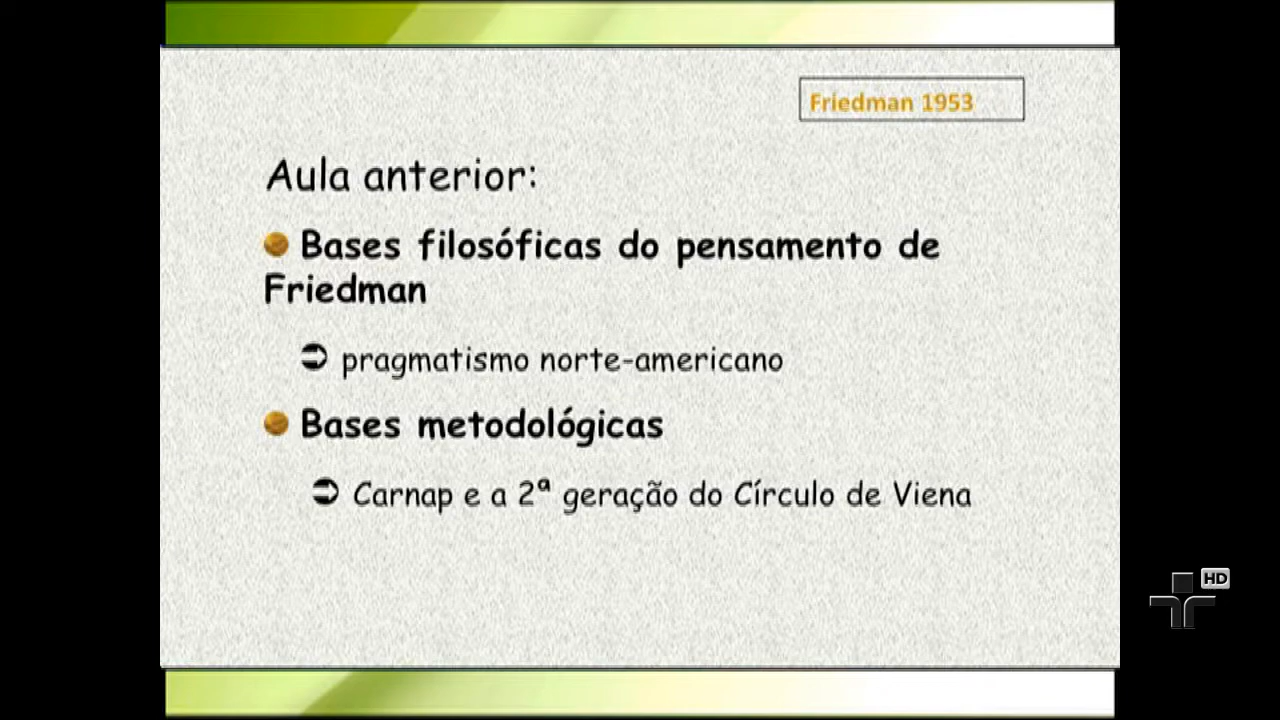 Friedman 1953
Aula anterior:
Bases filosóficas do pensamento de
Friedman
pragmatismo norte-americano
Bases metodológicas
Carnap e a 2ª geração do Círculo de Viena
HD